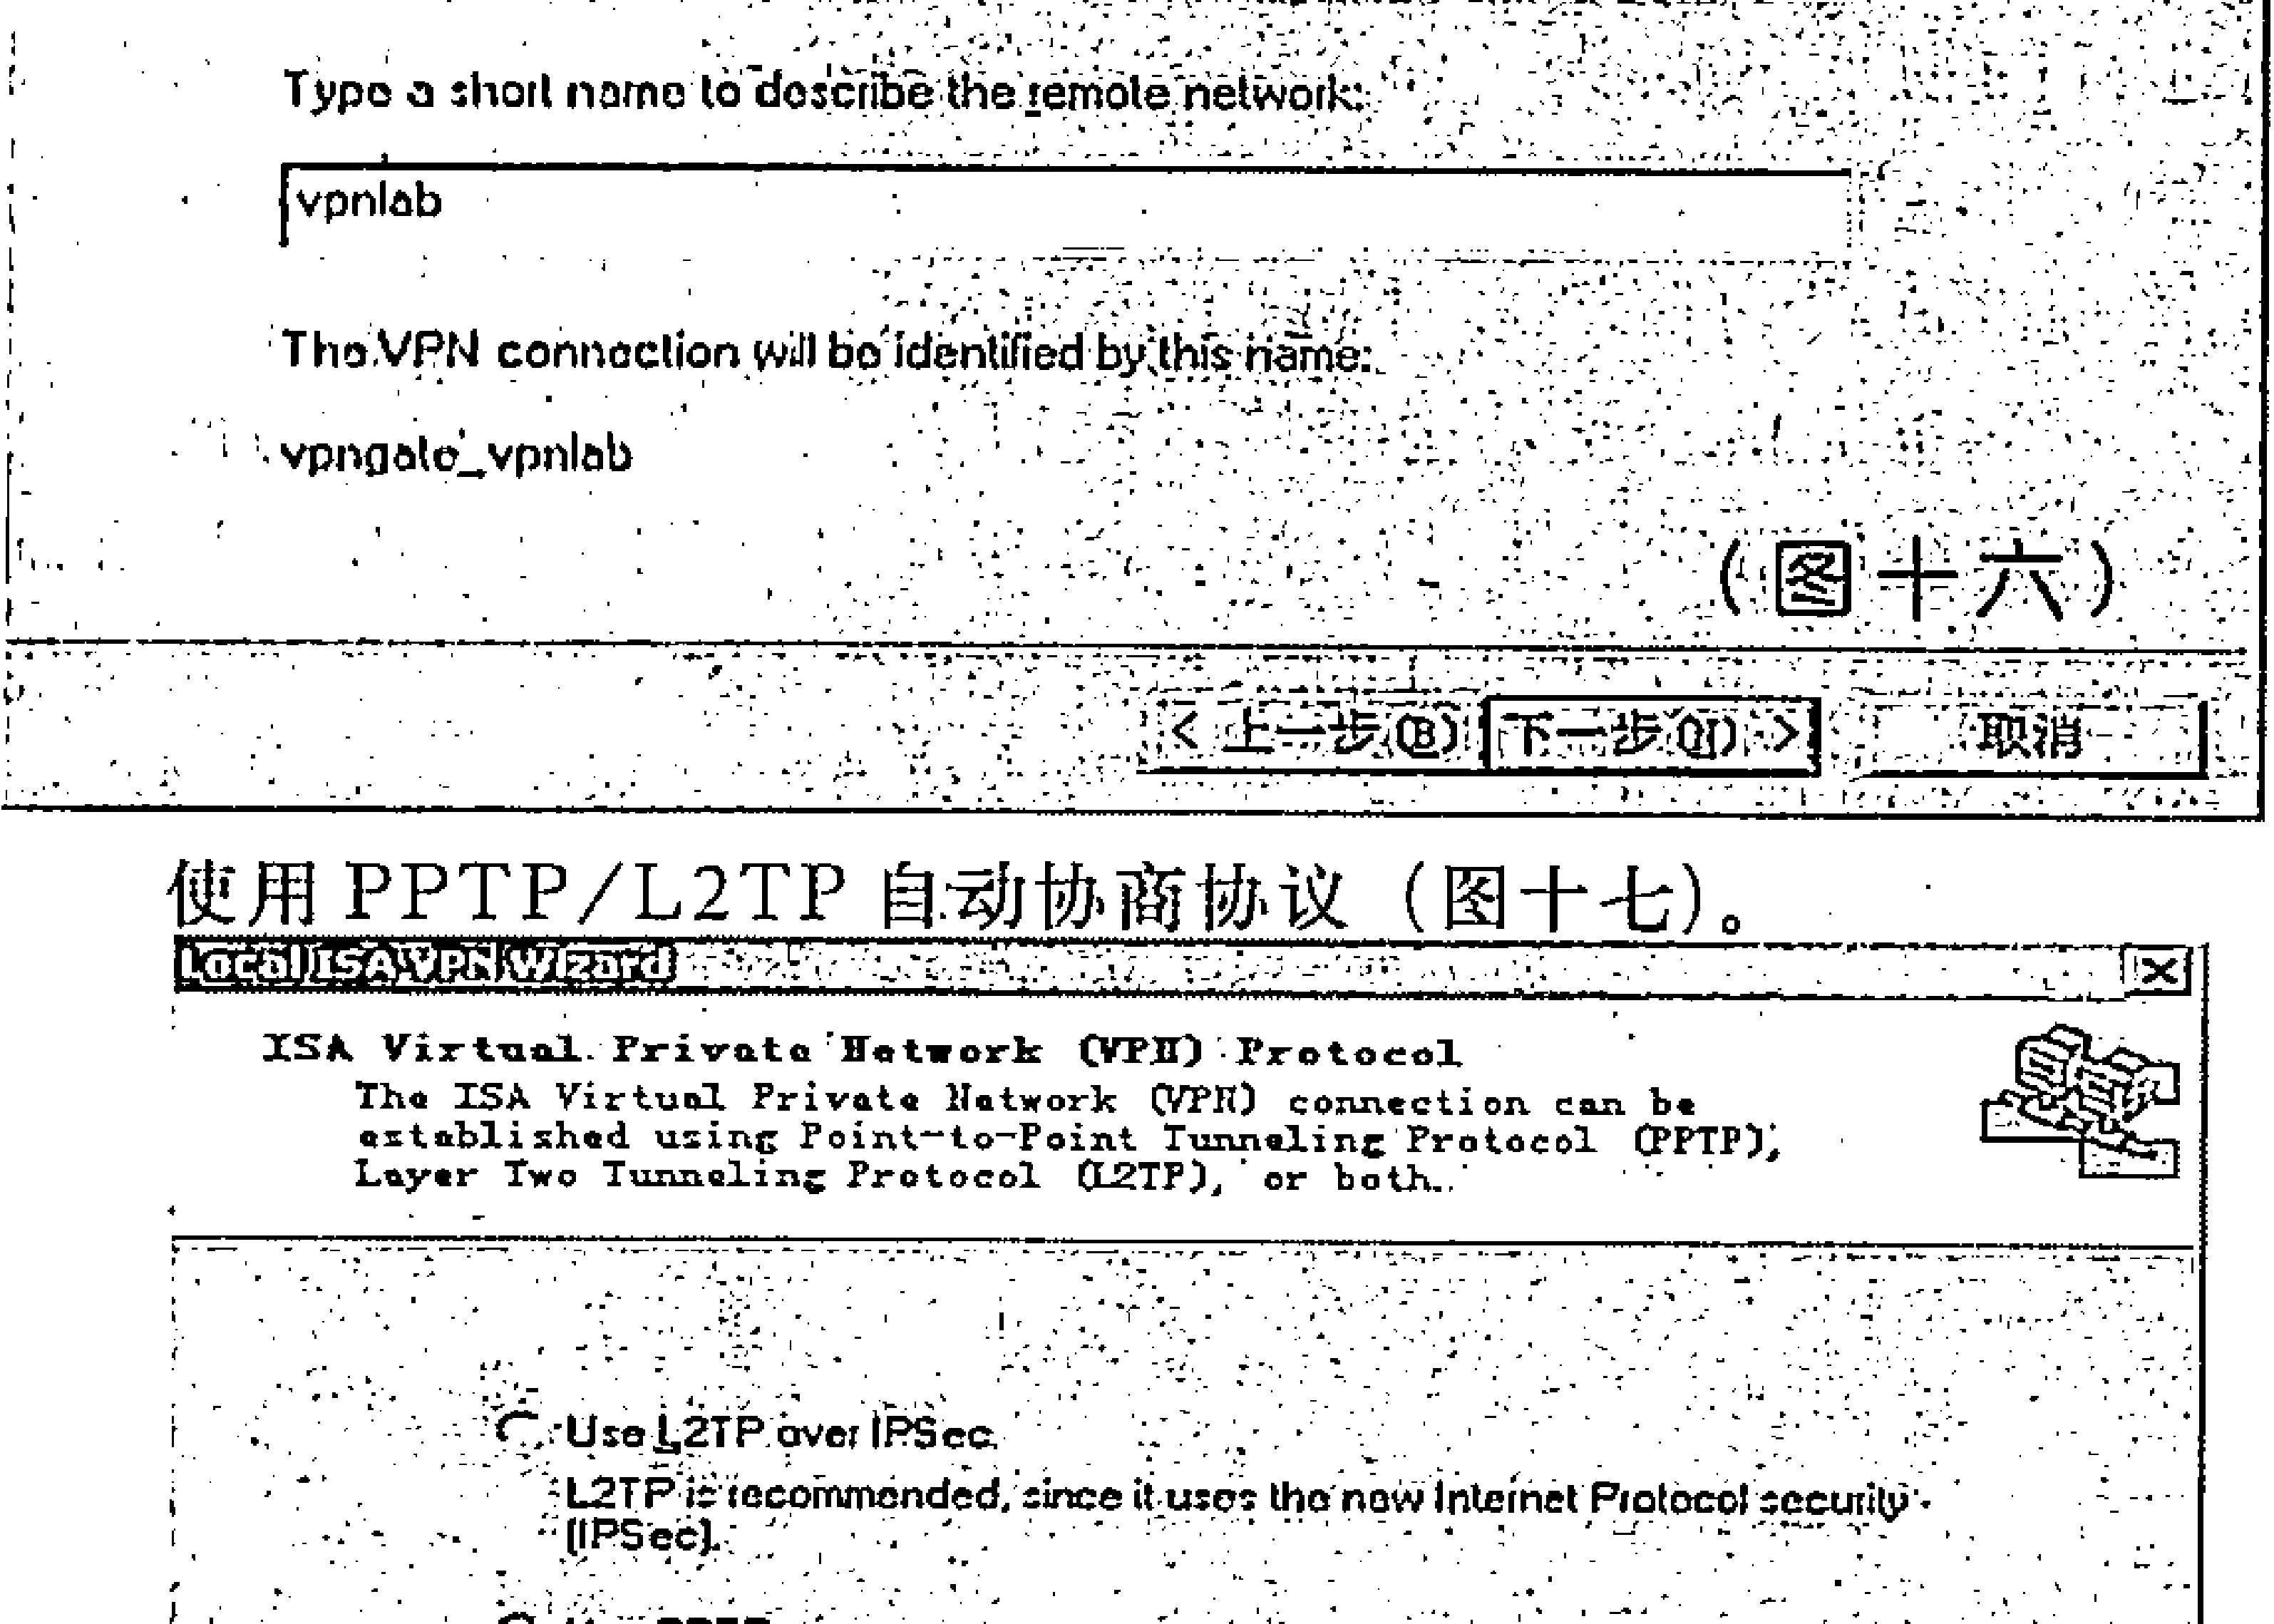 Type a short name to describe the remote network:
vpnlab
The VPN connection will be identified by this name:
vpngate_vpnlab
(图十六)
< 上一步(B) 下一步(N) > 取消
使用 PPTP/L2TP 自动协商协议 (图十七)。
Local ISA VPN Wizard
ISA Virtual Private Network (VPN) Protocol
The ISA Virtual Private Network (VPN) connection can be
established using Point-to-Point Tunneling Protocol (PPTP),
Layer Two Tunneling Protocol (L2TP), or both.
Use L2TP over IPSec.
L2TP is recommended, since it uses the new Internet Protocol security
(IPSec).